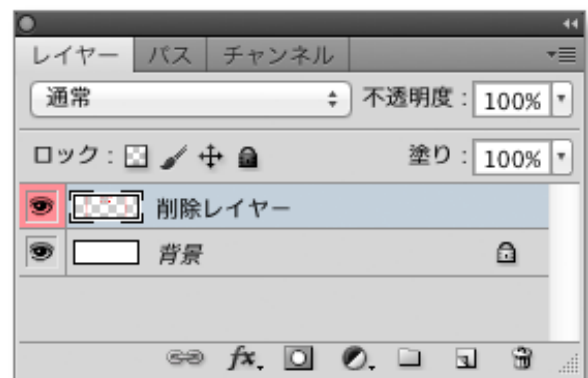 レイヤー パス チャンネル
通常 不透明度 : 100%
ロック : 塗り : 100%
削除レイヤー
背景
fx.